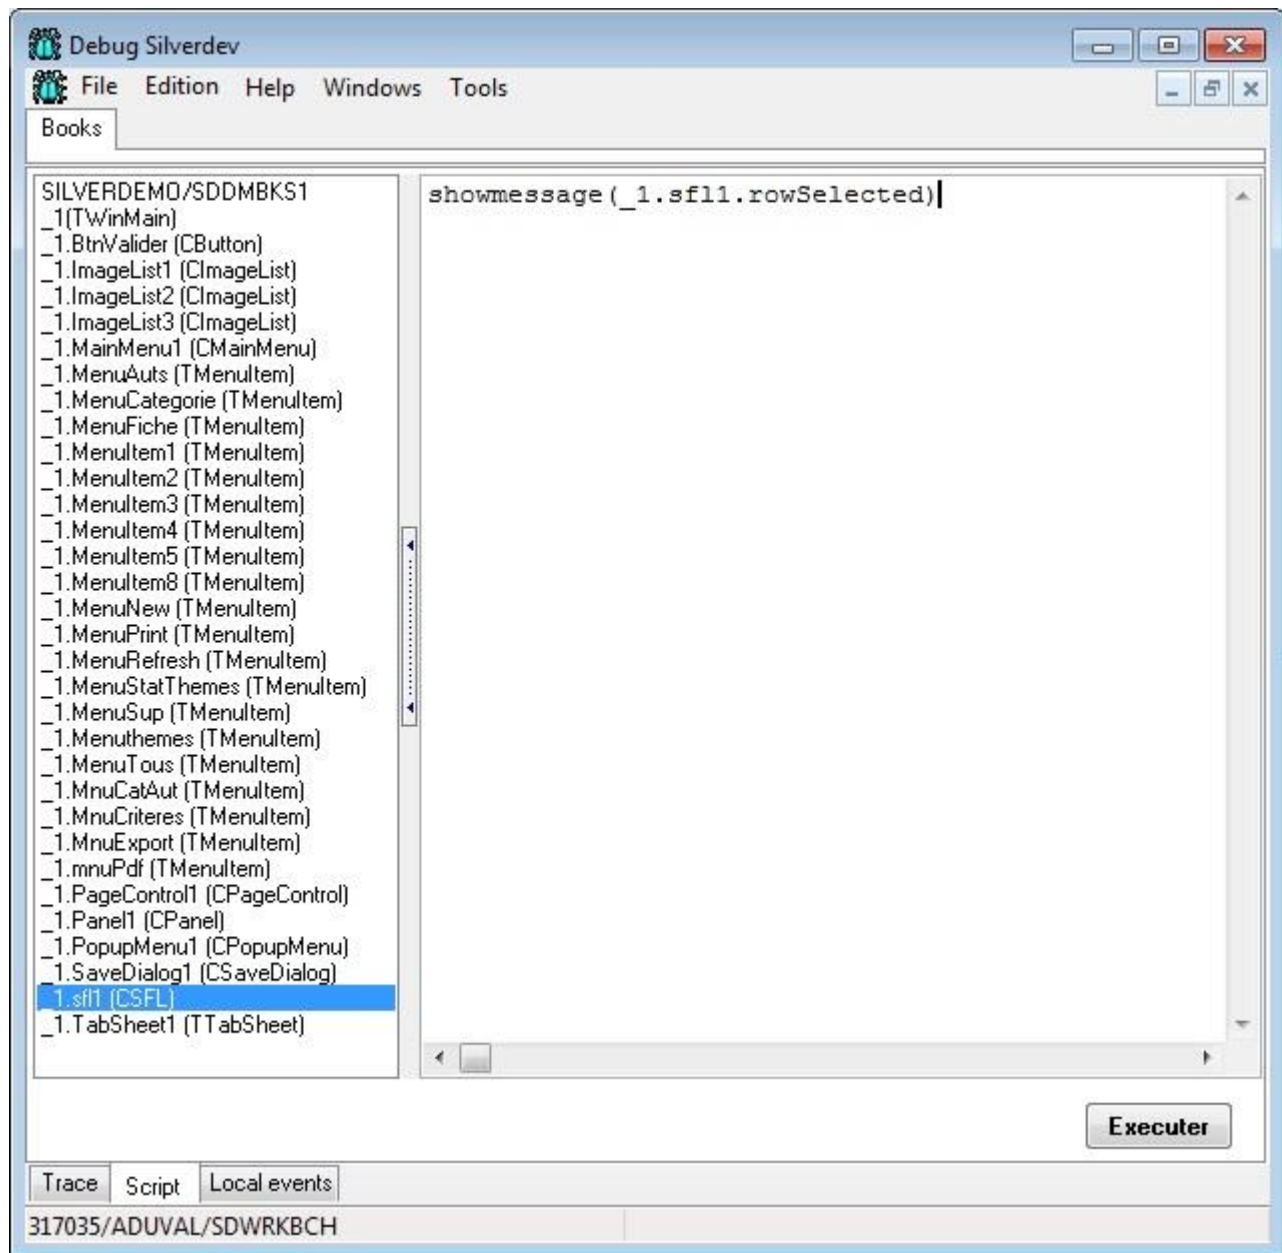 Debug Silverdev
File Edition Help Windows Tools
Books
SILVERDEMO/SDDMBKS1
_1(TWinMain)
_1.BtnValider (CButton)
_1.ImageList1 (CImageList)
_1.ImageList2 (CImageList)
_1.ImageList3 (CImageList)
_1.MainMenu1 (CMainMenu)
_1.MenuAuts (TMenuItem)
_1.MenuCategorie (TMenuItem)
_1.MenuFiche (TMenuItem)
_1.MenuItem1 (TMenuItem)
_1.MenuItem2 (TMenuItem)
_1.MenuItem3 (TMenuItem)
_1.MenuItem4 (TMenuItem)
_1.MenuItem5 (TMenuItem)
_1.MenuItem8 (TMenuItem)
_1.MenuNew (TMenuItem)
_1.MenuPrint (TMenuItem)
_1.MenuRefresh (TMenuItem)
_1.MenuStatThemes (TMenuItem)
_1.MenuSup (TMenuItem)
_1.Menuthemes (TMenuItem)
_1.MenuTous (TMenuItem)
_1.MnuCatAut (TMenuItem)
_1.MnuCriteres (TMenuItem)
_1.MnuExport (TMenuItem)
_1.mnuPdf (TMenuItem)
_1.PageControl1 (CPageControl)
_1.Panel1 (CPanel)
_1.PopupMenu1 (CPopupMenu)
_1.SaveDialog1 (CSaveDialog)
_1.sfl1 (CSFL)
_1.TabSheet1 (TTabSheet)
showmessage(_1.sfl1.rowSelected)
Executer
Trace Script Local events
317035/ADUVAL/SDWRKBCH